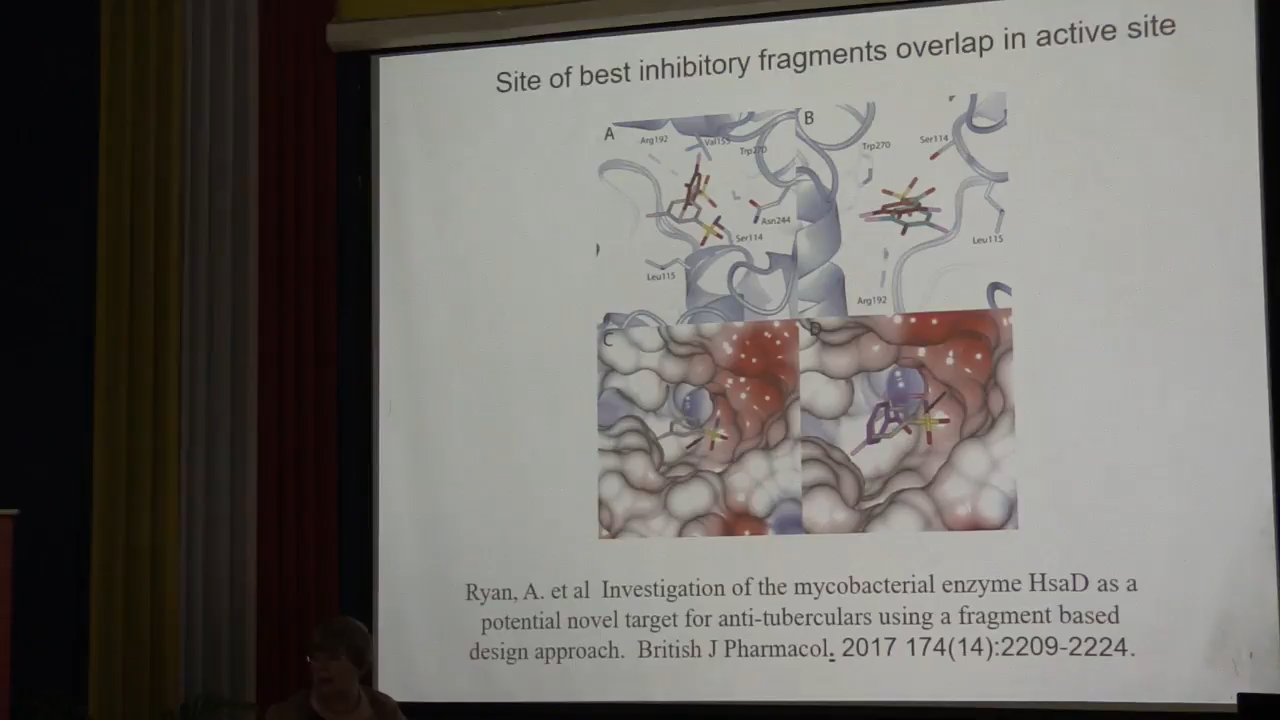 Site of best inhibitory fragments overlap in active site
A
Arg192
Val155
Trp270
Asn244
Ser114
Leu115
B
Trp270
Ser114
Leu115
Arg192
C
D
Ryan, A. et al Investigation of the mycobacterial enzyme HsaD as a
potential novel target for anti-tuberculars using a fragment based
design approach. British J Pharmacol. 2017 174(14):2209-2224.